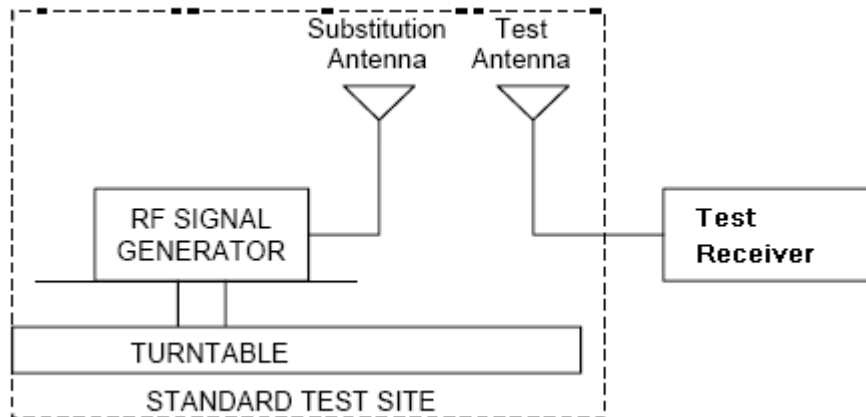 Substitution
Antenna
Test
Antenna
RF SIGNAL
GENERATOR
Test
Receiver
TURNTABLE
STANDARD TEST SITE